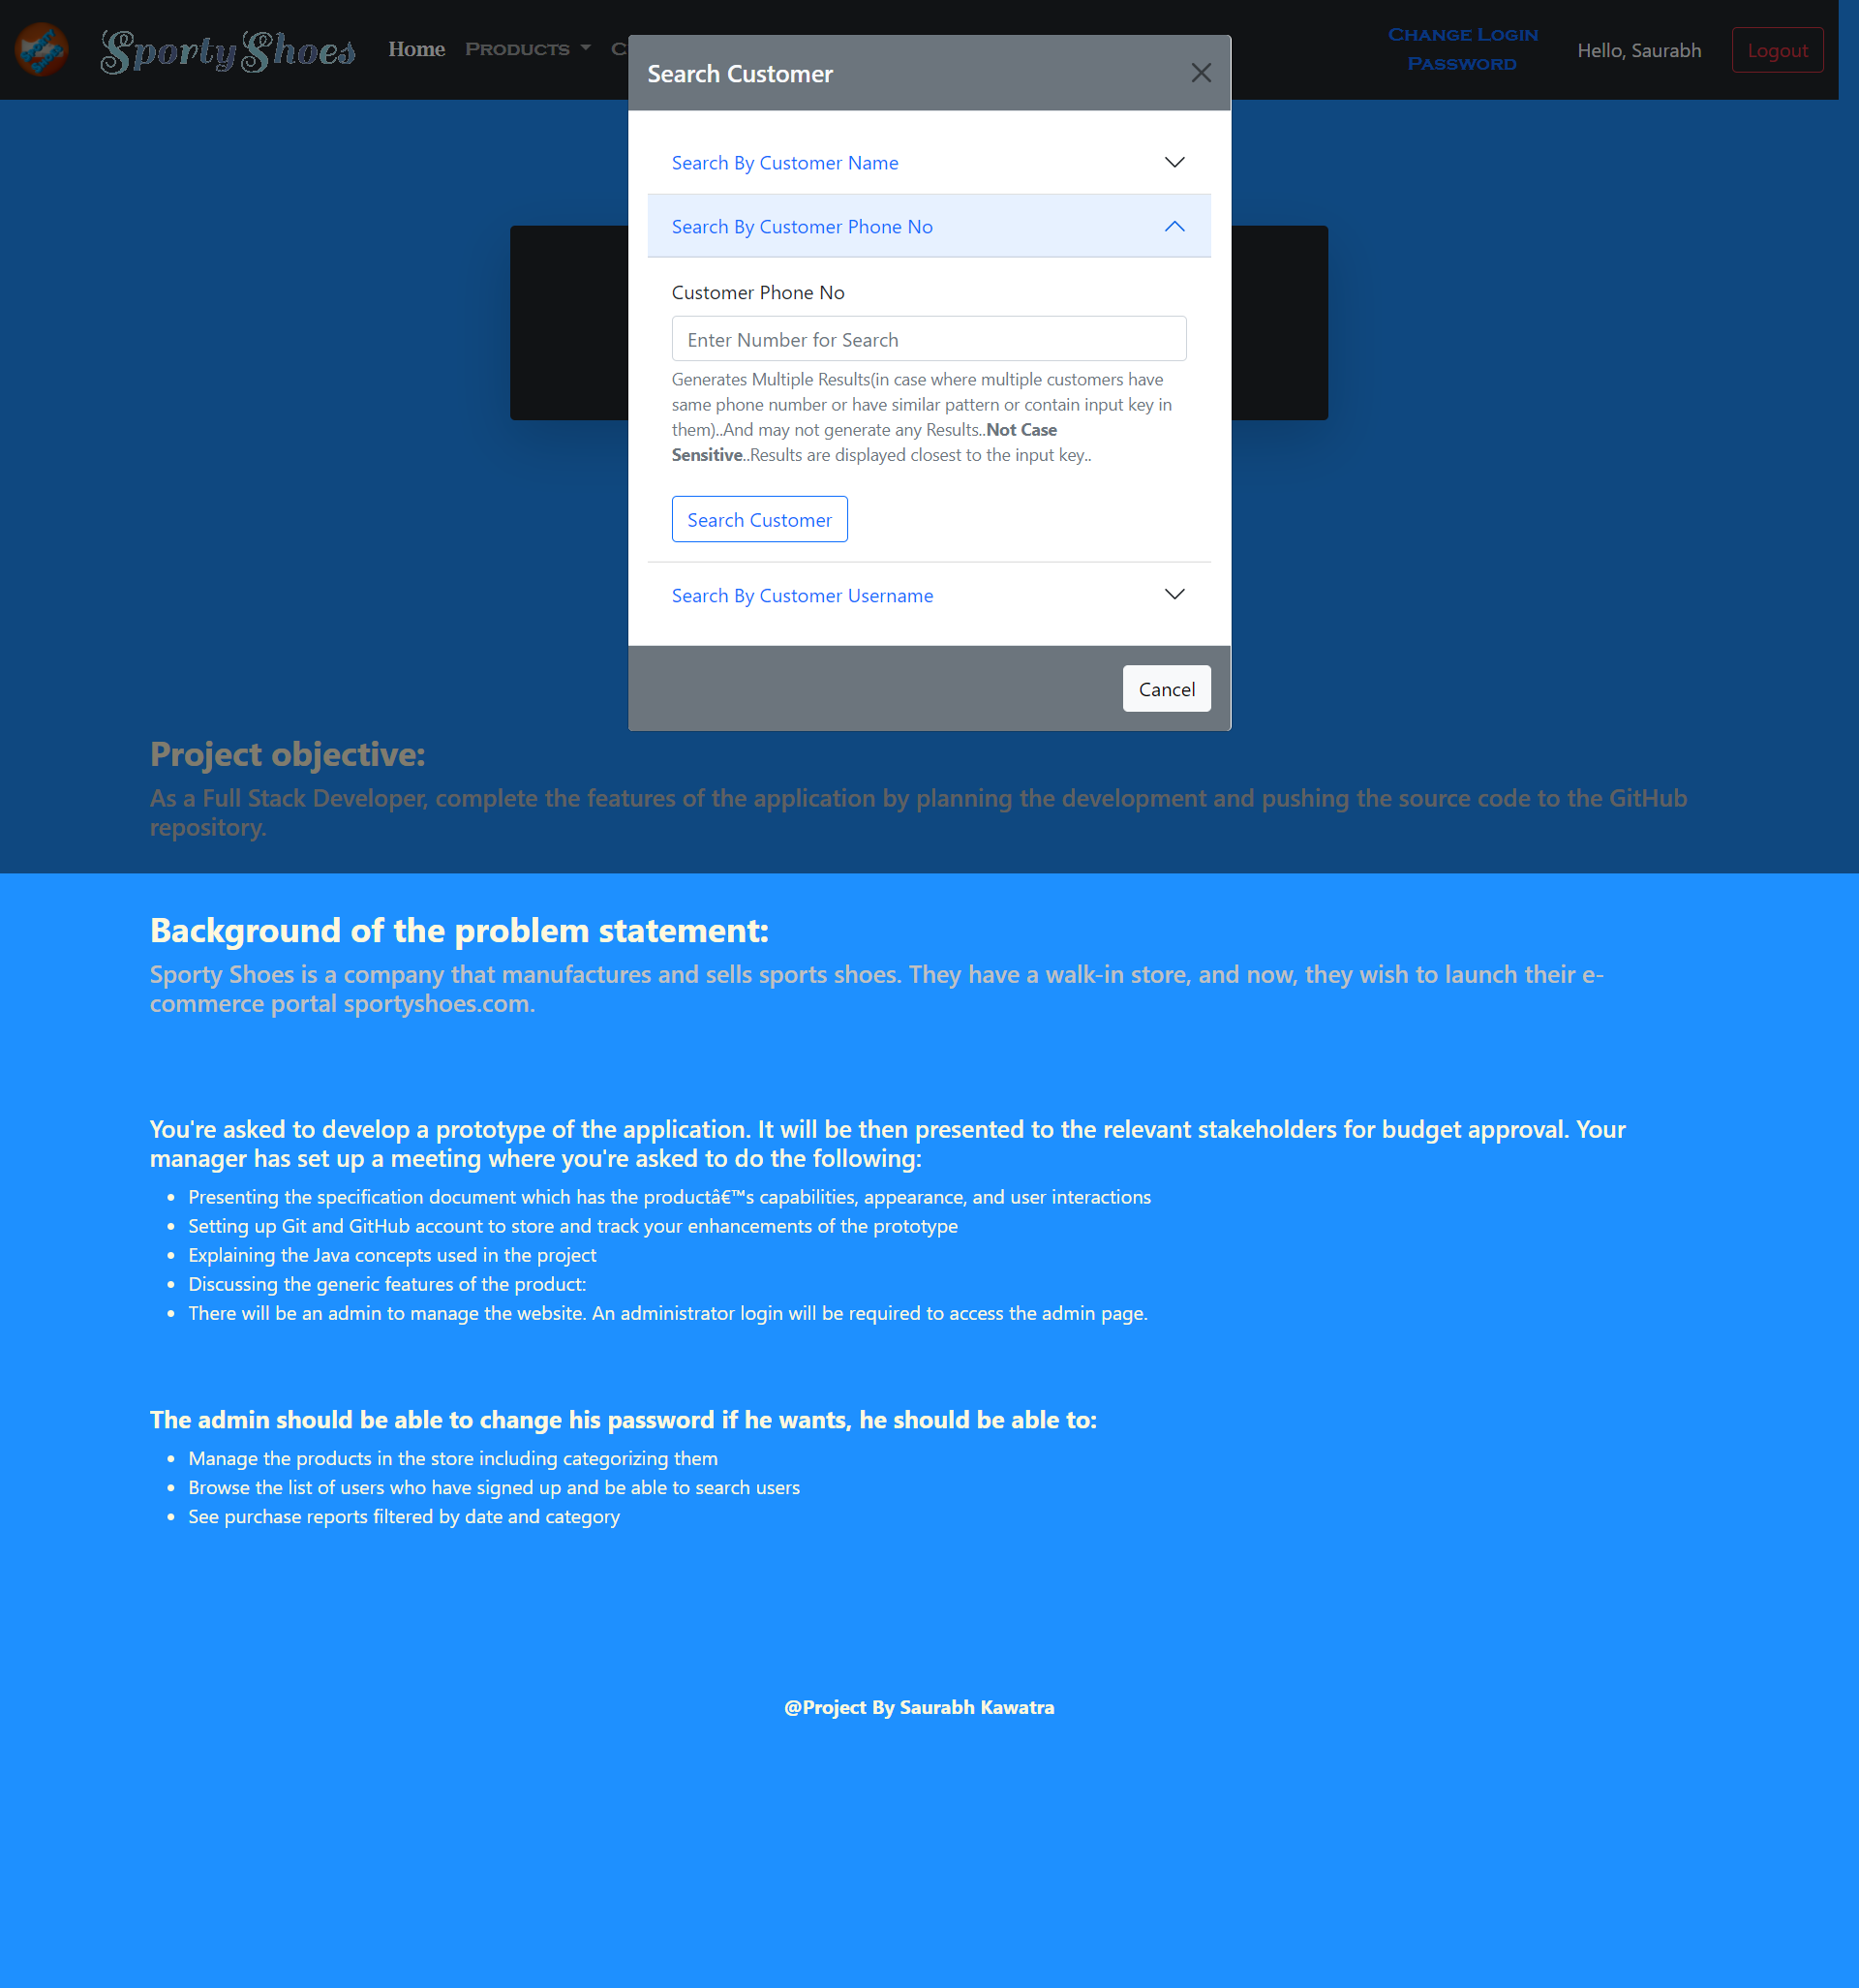 SportyShoes Home Products C Change Login Password Hello, Saurabh Logout
Search Customer
Search By Customer Name
Search By Customer Phone No
Customer Phone No
Enter Number for Search
Generates Multiple Results(in case where multiple customers have
same phone number or have similar pattern or contain input key in
them)..And may not generate any Results..Not Case
Sensitive..Results are displayed closest to the input key..
Search Customer
Search By Customer Username
Cancel
Project objective:
As a Full Stack Developer, complete the features of the application by planning the development and pushing the source code to the GitHub
repository.
Background of the problem statement:
Sporty Shoes is a company that manufactures and sells sports shoes. They have a walk-in store, and now, they wish to launch their e-
commerce portal sportyshoes.com.
You're asked to develop a prototype of the application. It will be then presented to the relevant stakeholders for budget approval. Your
manager has set up a meeting where you're asked to do the following:
• Presenting the specification document which has the productâ€™s capabilities, appearance, and user interactions
• Setting up Git and GitHub account to store and track your enhancements of the prototype
• Explaining the Java concepts used in the project
• Discussing the generic features of the product:
• There will be an admin to manage the website. An administrator login will be required to access the admin page.
The admin should be able to change his password if he wants, he should be able to:
• Manage the products in the store including categorizing them
• Browse the list of users who have signed up and be able to search users
• See purchase reports filtered by date and category
@Project By Saurabh Kawatra